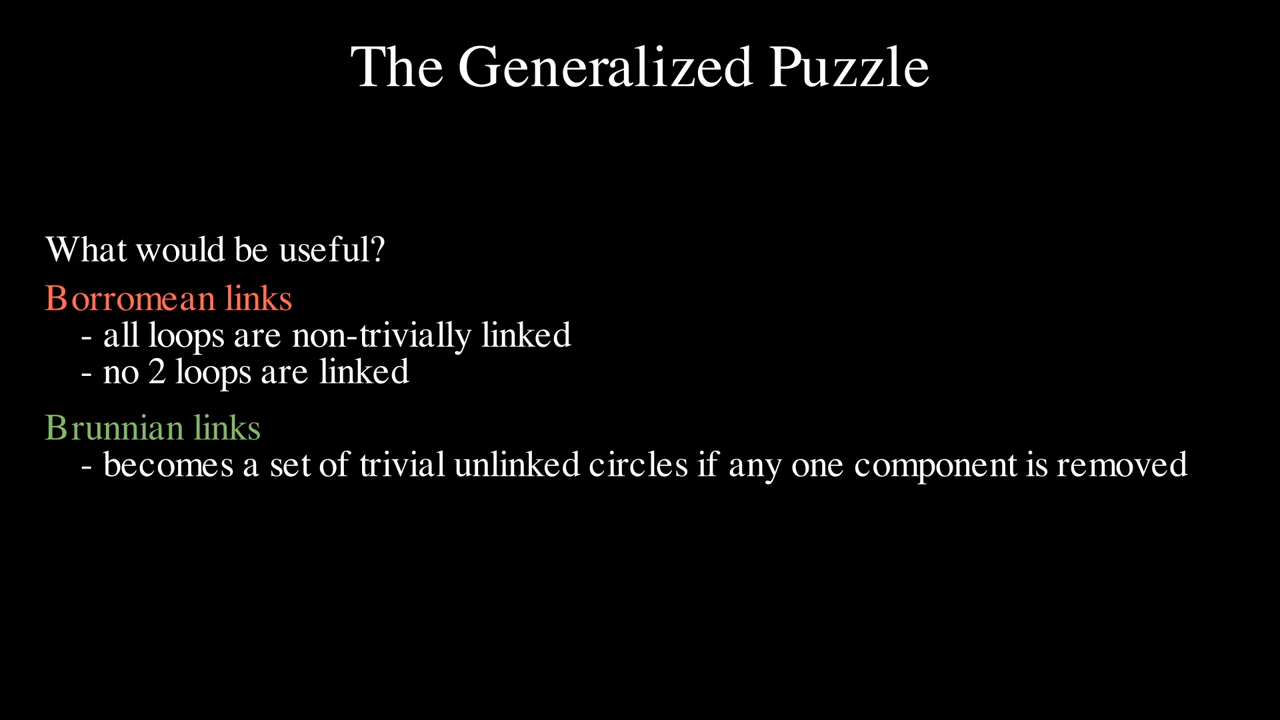 The Generalized Puzzle
What would be useful?
Borromean links
- all loops are non-trivially linked
- no 2 loops are linked
Brunnian links
- becomes a set of trivial unlinked circles if any one component is removed